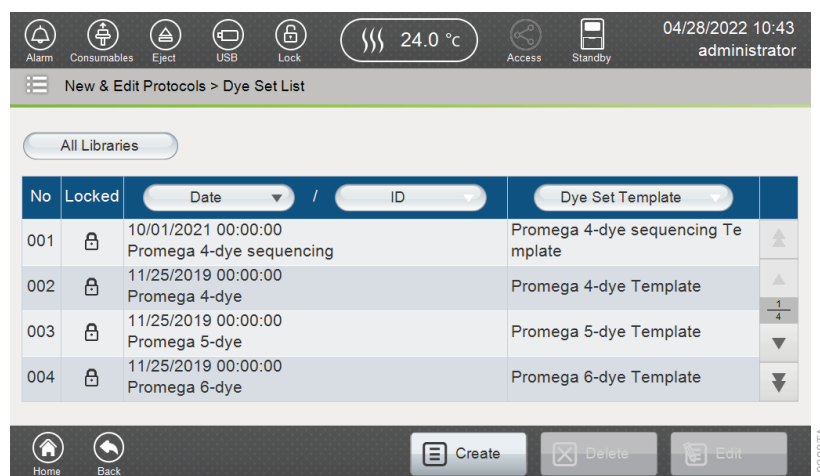 24.0 °c
04/28/2022 10:43
administrator
Alarm Consumables Eject USB Lock Access Standby
New & Edit Protocols > Dye Set List
All Libraries
No Locked Date / ID Dye Set Template
001 10/01/2021 00:00:00 Promega 4-dye sequencing Te
Promega 4-dye sequencing mplate
002 11/25/2019 00:00:00 Promega 4-dye Template
Promega 4-dye
003 11/25/2019 00:00:00 Promega 5-dye Template
Promega 5-dye
004 11/25/2019 00:00:00 Promega 6-dye Template
Promega 6-dye
1
4
Create Delete Edit
Home Back